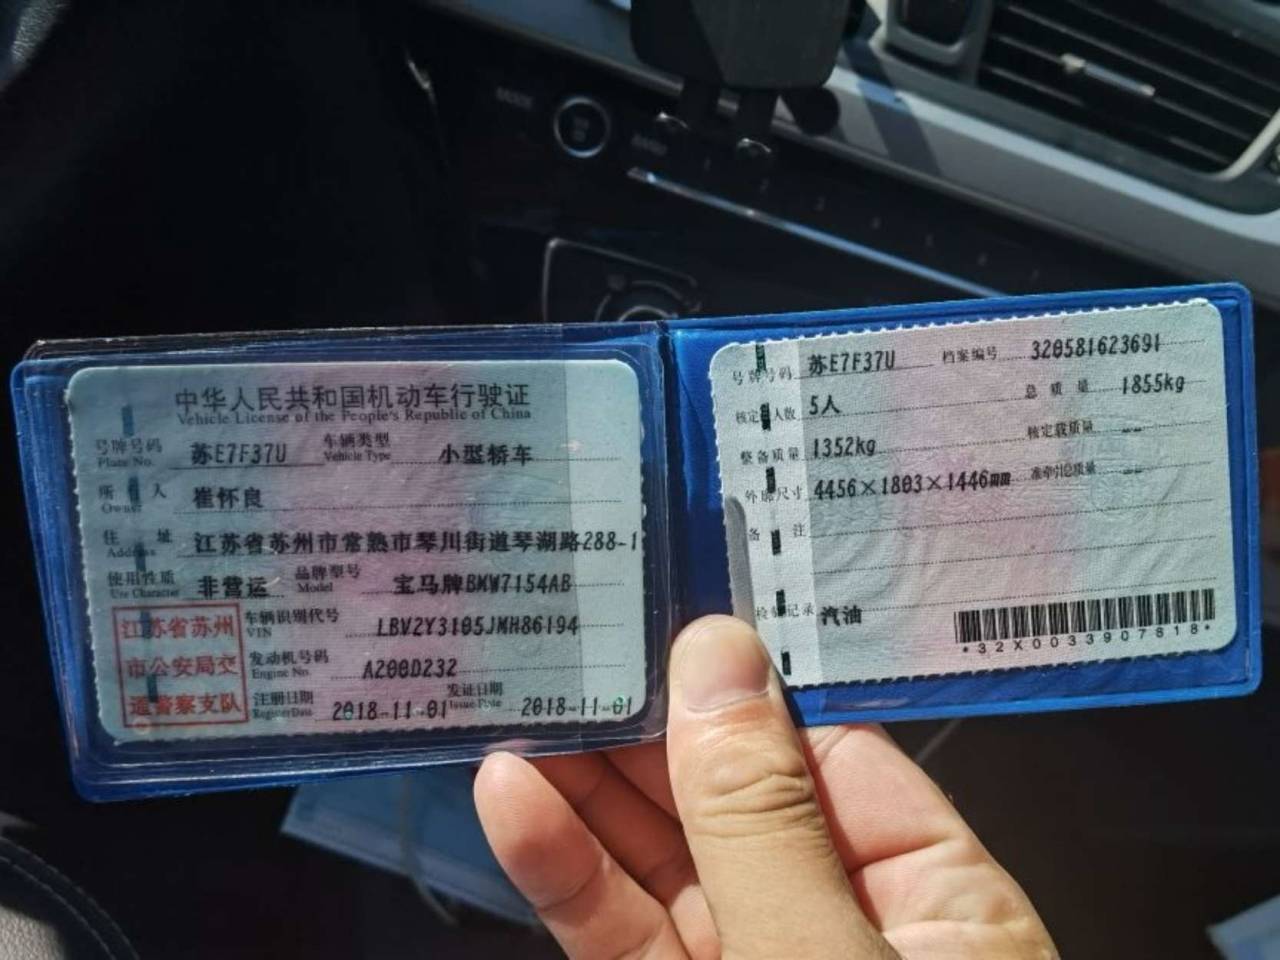 中华人民共和国机动车行驶证
Vehicle License of the People's Republic of China
号牌号码 苏E7F37U 车辆类型 小型轿车
Plate No. Vehicle Type
所有人 崔怀良
Owner
住址 江苏省苏州市常熟市琴川街道琴湖路288-1
Address
使用性质 非营运 品牌型号 宝马牌BMW7154AB
Use Character Model
江苏省苏州
市公安局交
通警察支队
车辆识别代号 LBV2Y3105JMH86194
VIN
发动机号码 A200D232
Engine No.
注册日期 2018-11-01 发证日期 2018-11-01
Register Date Issue Date
号牌号码 苏E7F37U 档案编号 320581623691
核定人数 5人 总质量 1855kg
整备质量 1352kg 核定载质量 --
外廓尺寸 4456×1803×1446mm 准牵引总质量 --
备注
检验记录 汽油
*32X0033907818*